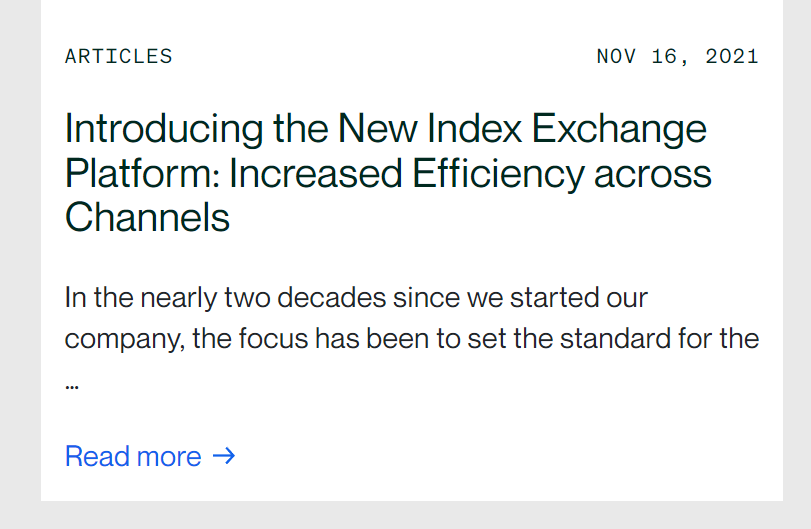 ARTICLES NOV 16, 2021
Introducing the New Index Exchange
Platform: Increased Efficiency across
Channels
In the nearly two decades since we started our
company, the focus has been to set the standard for the
...
Read more →